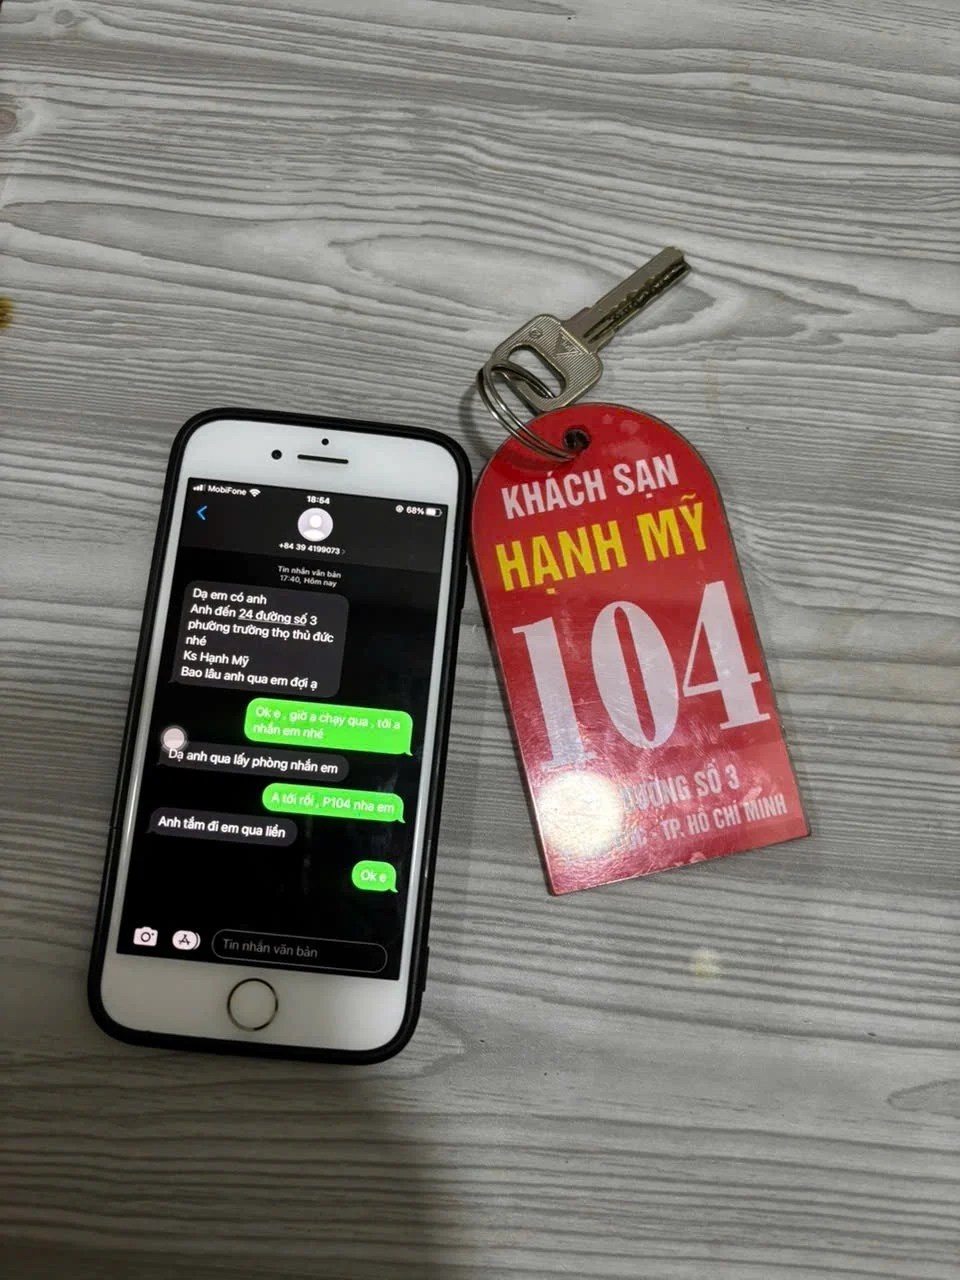 MobiFone
18:54
68%
+84 39 4199073
Tin nhắn văn bản
17:40, Hôm nay
Dạ em có anh
Anh đến 24 đường số 3
phường trường thọ thủ đức
nhé
Ks Hạnh Mỹ
Bao lâu anh qua em đợi ạ
Ok e , giờ a chạy qua , tới a
nhắn em nhé
Dạ anh qua lấy phòng nhắn em
A tới rồi , P104 nha em
Anh tắm đi em qua liền
Ok e
Tin nhắn văn bản
KHÁCH SẠN
HẠNH MỸ
104
ĐƯỜNG SỐ 3
- TP. HỒ CHÍ MINH